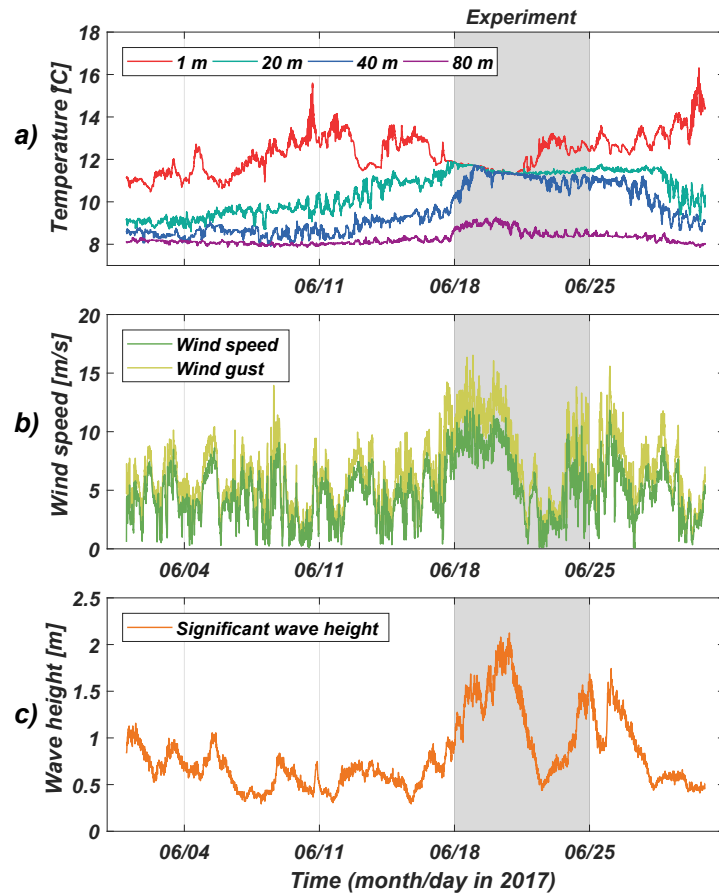 Experiment
a)
Temperature [°C]
18
16
14
12
10
8
1 m 20 m 40 m 80 m
06/11 06/18 06/25
b)
Wind speed [m/s]
20
15
10
5
0
Wind speed
Wind gust
06/04 06/11 06/18 06/25
c)
Wave height [m]
2.5
2
1.5
1
0.5
0
Significant wave height
06/04 06/11 06/18 06/25
Time (month/day in 2017)